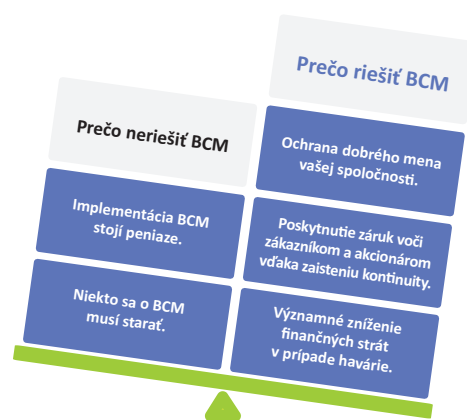 Prečo neriešiť BCM
Implementácia BCM
stojí peniaze.
Niekto sa o BCM
musí starať.
Prečo riešiť BCM
Ochrana dobrého mena
vašej spoločnosti.
Poskytnutie záruk voči
zákazníkom a akcionárom
vďaka zaisteniu kontinuity.
Významné zníženie
finančných strát
v prípade havárie.